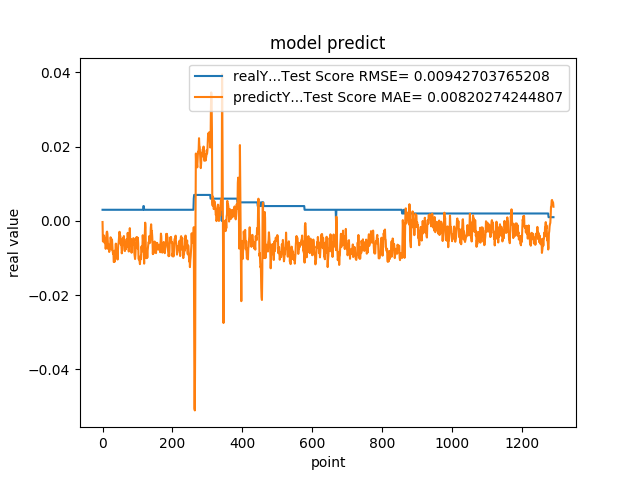 model predict
realY...Test Score RMSE= 0.00942703765208
predictY...Test Score MAE= 0.00820274244807
0.04
0.02
0.00
−0.02
−0.04
real value
0 200 400 600 800 1000 1200
point